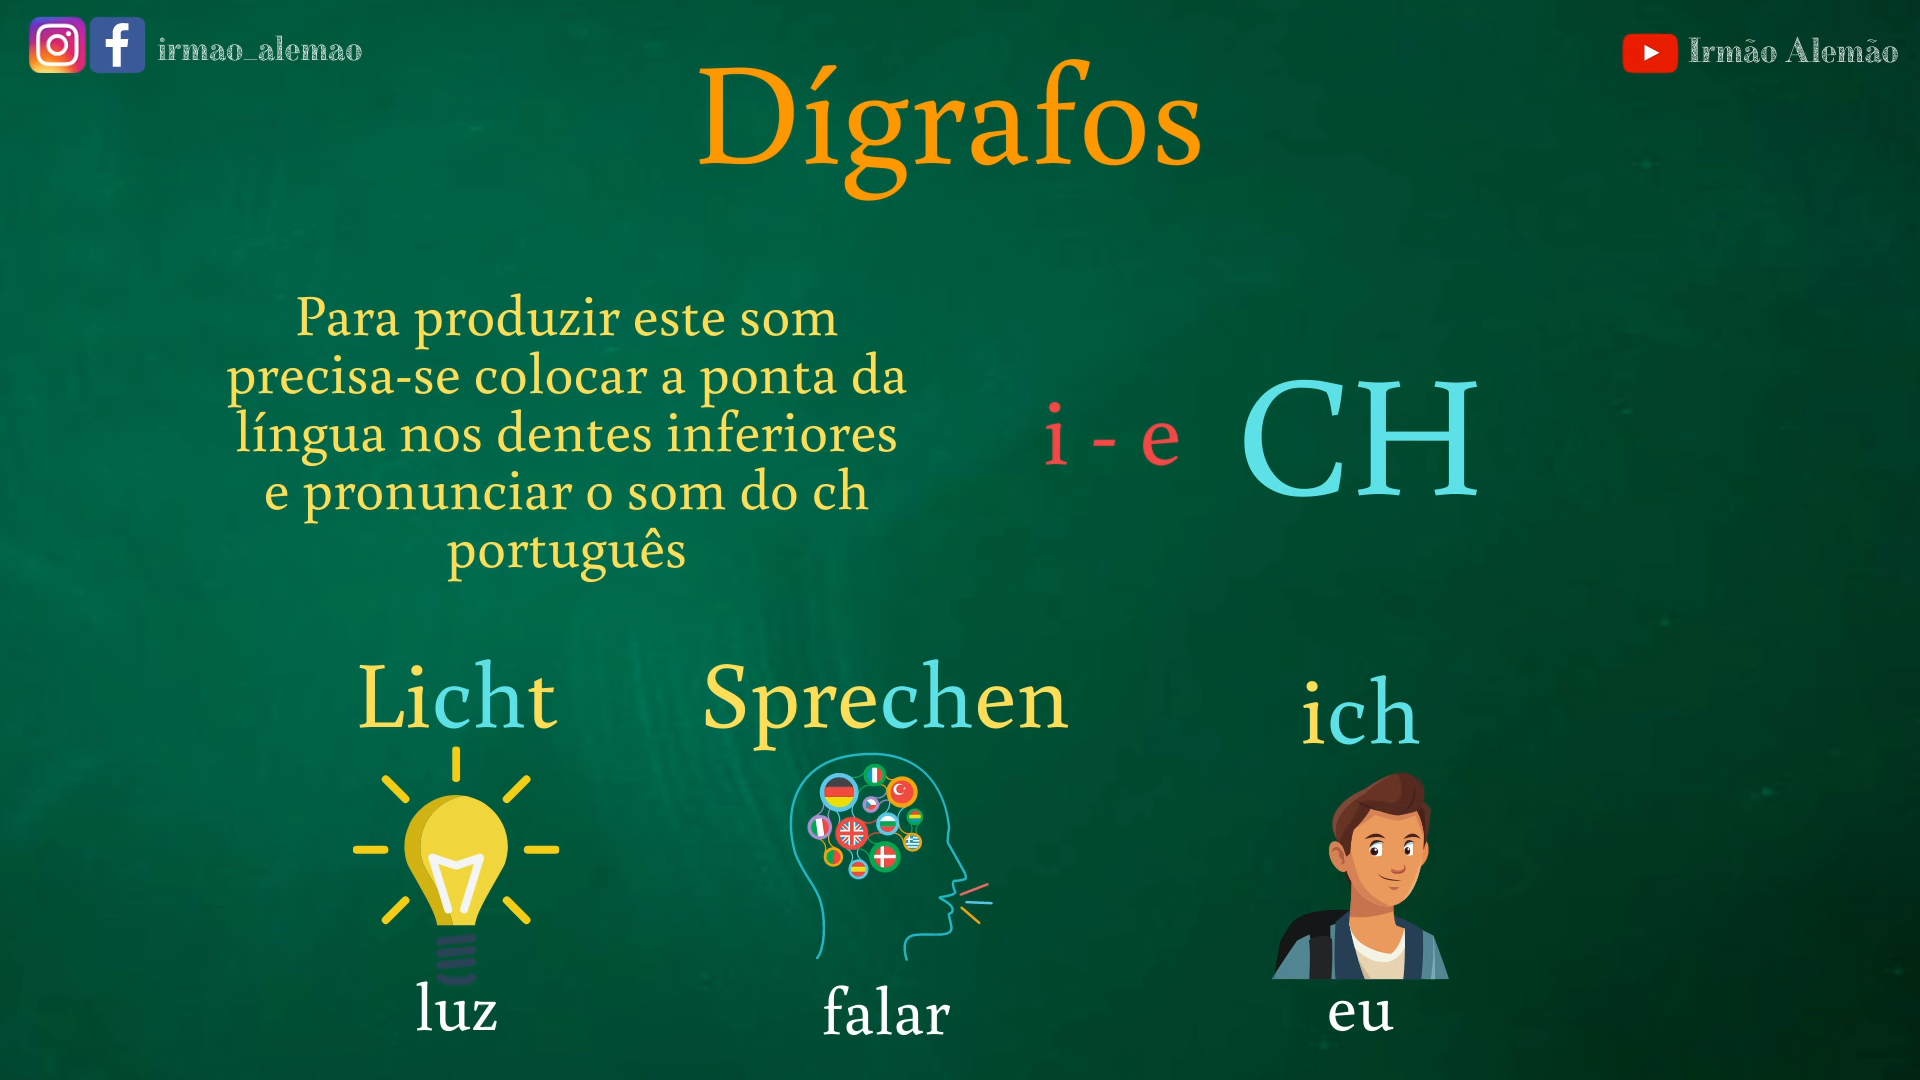 irmao_alemao
Irmão Alemão
Dígrafos
Para produzir este som
precisa-se colocar a ponta da
língua nos dentes inferiores
e pronunciar o som do ch
português
i - e CH
Licht
Sprechen
ich
luz
falar
eu